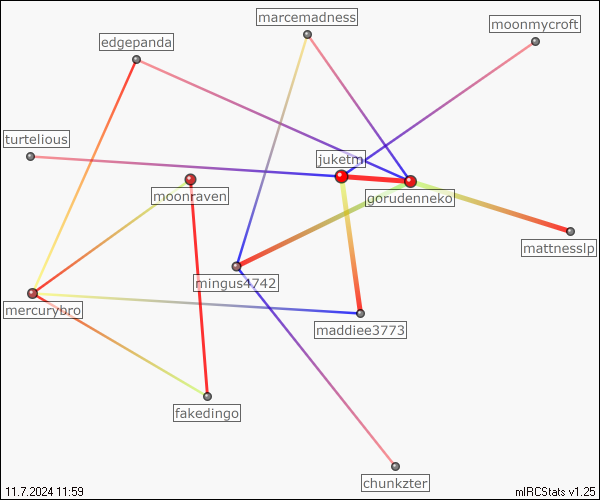 marcemadness
moonmycroft
edgepanda
turtelious
juketm
moonraven
gorudenneko
mattnesslp
mingus4742
mercurybro
maddiee3773
fakedingo
chunkzter
11.7.2024 11:59
mIRCStats v1.25